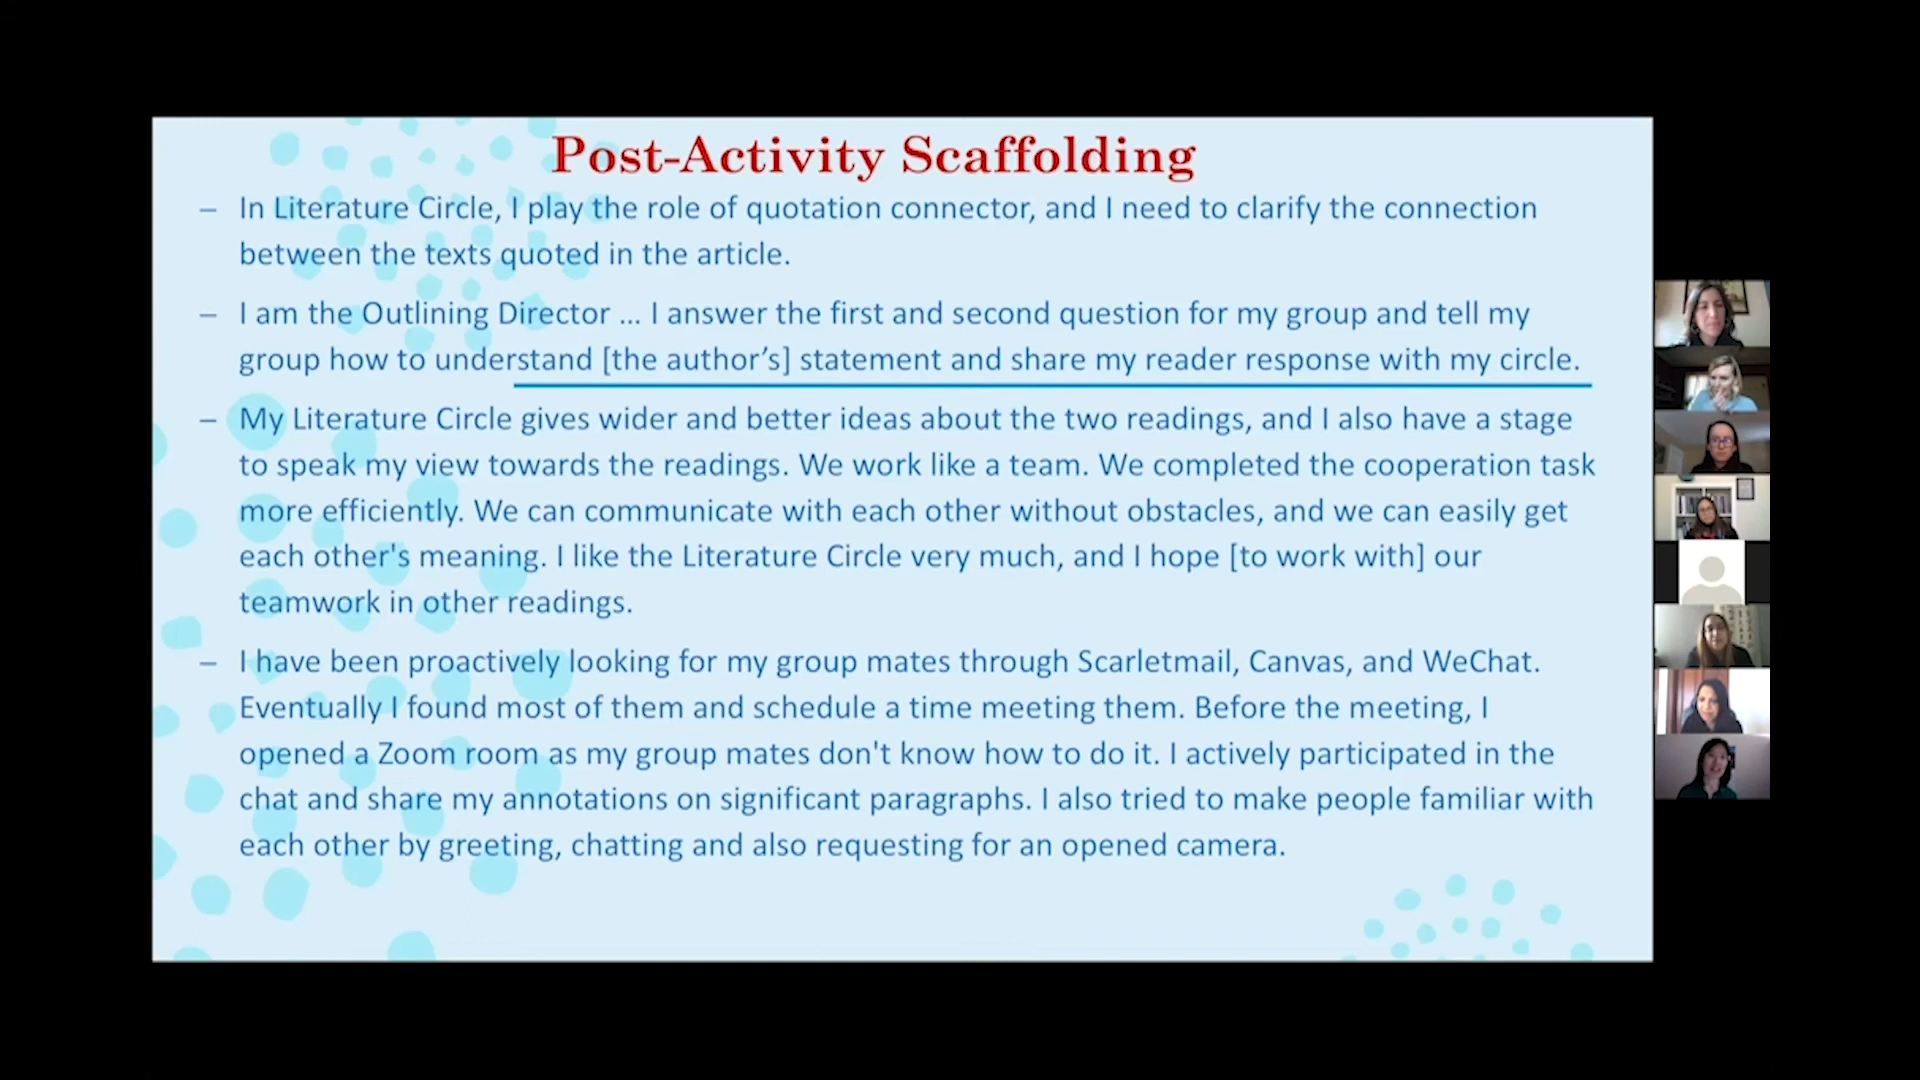 Post-Activity Scaffolding
– In Literature Circle, I play the role of quotation connector, and I need to clarify the connection
between the texts quoted in the article.
– I am the Outlining Director ... I answer the first and second question for my group and tell my
group how to understand [the author’s] statement and share my reader response with my circle.
– My Literature Circle gives wider and better ideas about the two readings, and I also have a stage
to speak my view towards the readings. We work like a team. We completed the cooperation task
more efficiently. We can communicate with each other without obstacles, and we can easily get
each other's meaning. I like the Literature Circle very much, and I hope [to work with] our
teamwork in other readings.
– I have been proactively looking for my group mates through Scarletmail, Canvas, and WeChat.
Eventually I found most of them and schedule a time meeting them. Before the meeting, I
opened a Zoom room as my group mates don't know how to do it. I actively participated in the
chat and share my annotations on significant paragraphs. I also tried to make people familiar with
each other by greeting, chatting and also requesting for an opened camera.